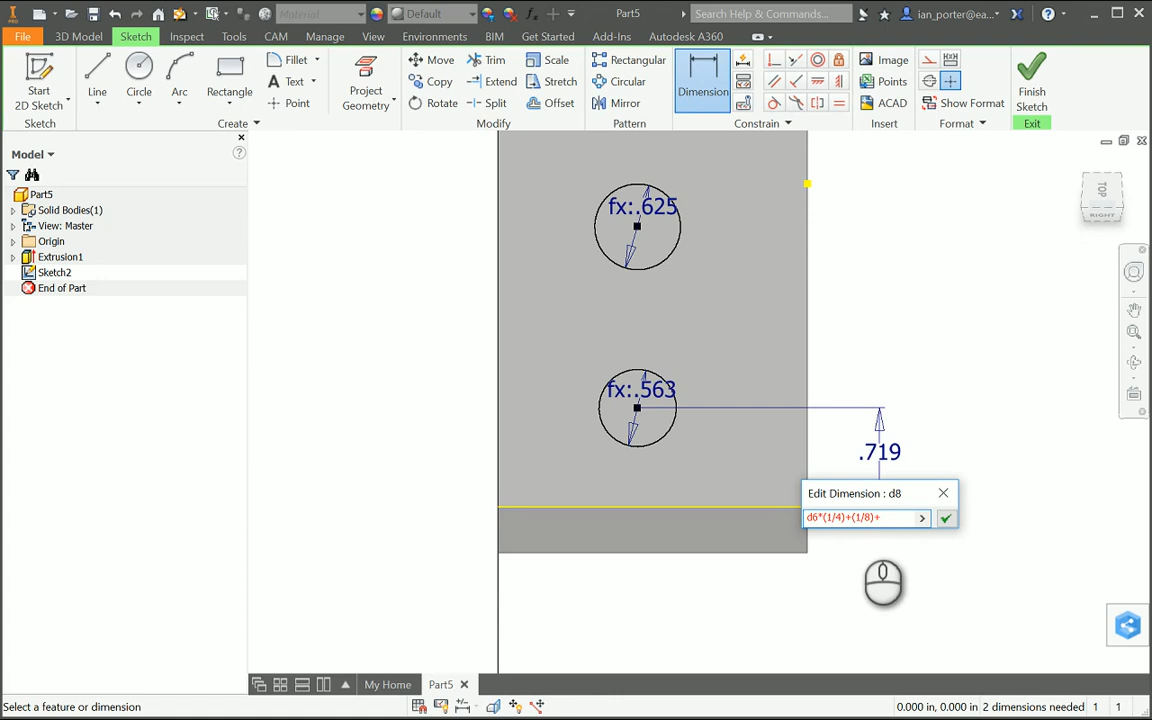 Material
Default
Part5
Search Help & Commands...
ian_porter@ea...
PRO
File
3D Model
Sketch
Inspect
Tools
CAM
Manage
View
Environments
BIM
Get Started
Add-Ins
Autodesk A360
Start
2D Sketch
Line
Circle
Arc
Rectangle
Fillet
Text
Point
Project
Geometry
Move
Copy
Rotate
Trim
Extend
Split
Scale
Stretch
Offset
Rectangular
Circular
Mirror
Dimension
Image
Points
ACAD
Show Format
Finish
Sketch
Sketch
Create
Modify
Pattern
Constrain
Insert
Format
Exit
Model
Part5
Solid Bodies(1)
View: Master
Origin
Extrusion1
Sketch2
End of Part
fx:.625
fx:.563
.719
TOP
RIGHT
Edit Dimension : d8
d6*(1/4)+(1/8)+
My Home
Part5
Select a feature or dimension
0.000 in, 0.000 in
2 dimensions needed
1
1